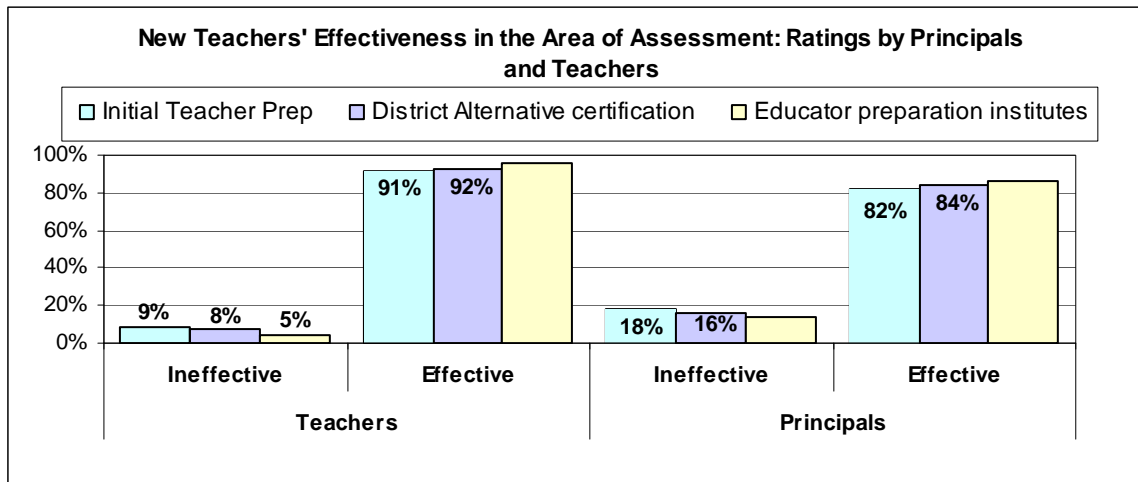 New Teachers' Effectiveness in the Area of Assessment: Ratings by Principals
and Teachers
Initial Teacher Prep District Alternative certification Educator preparation institutes
100%
80%
60%
40%
20%
0%
91% 92%
82% 84%
9% 8% 5%
18% 16%
Ineffective Effective Ineffective Effective
Teachers Principals